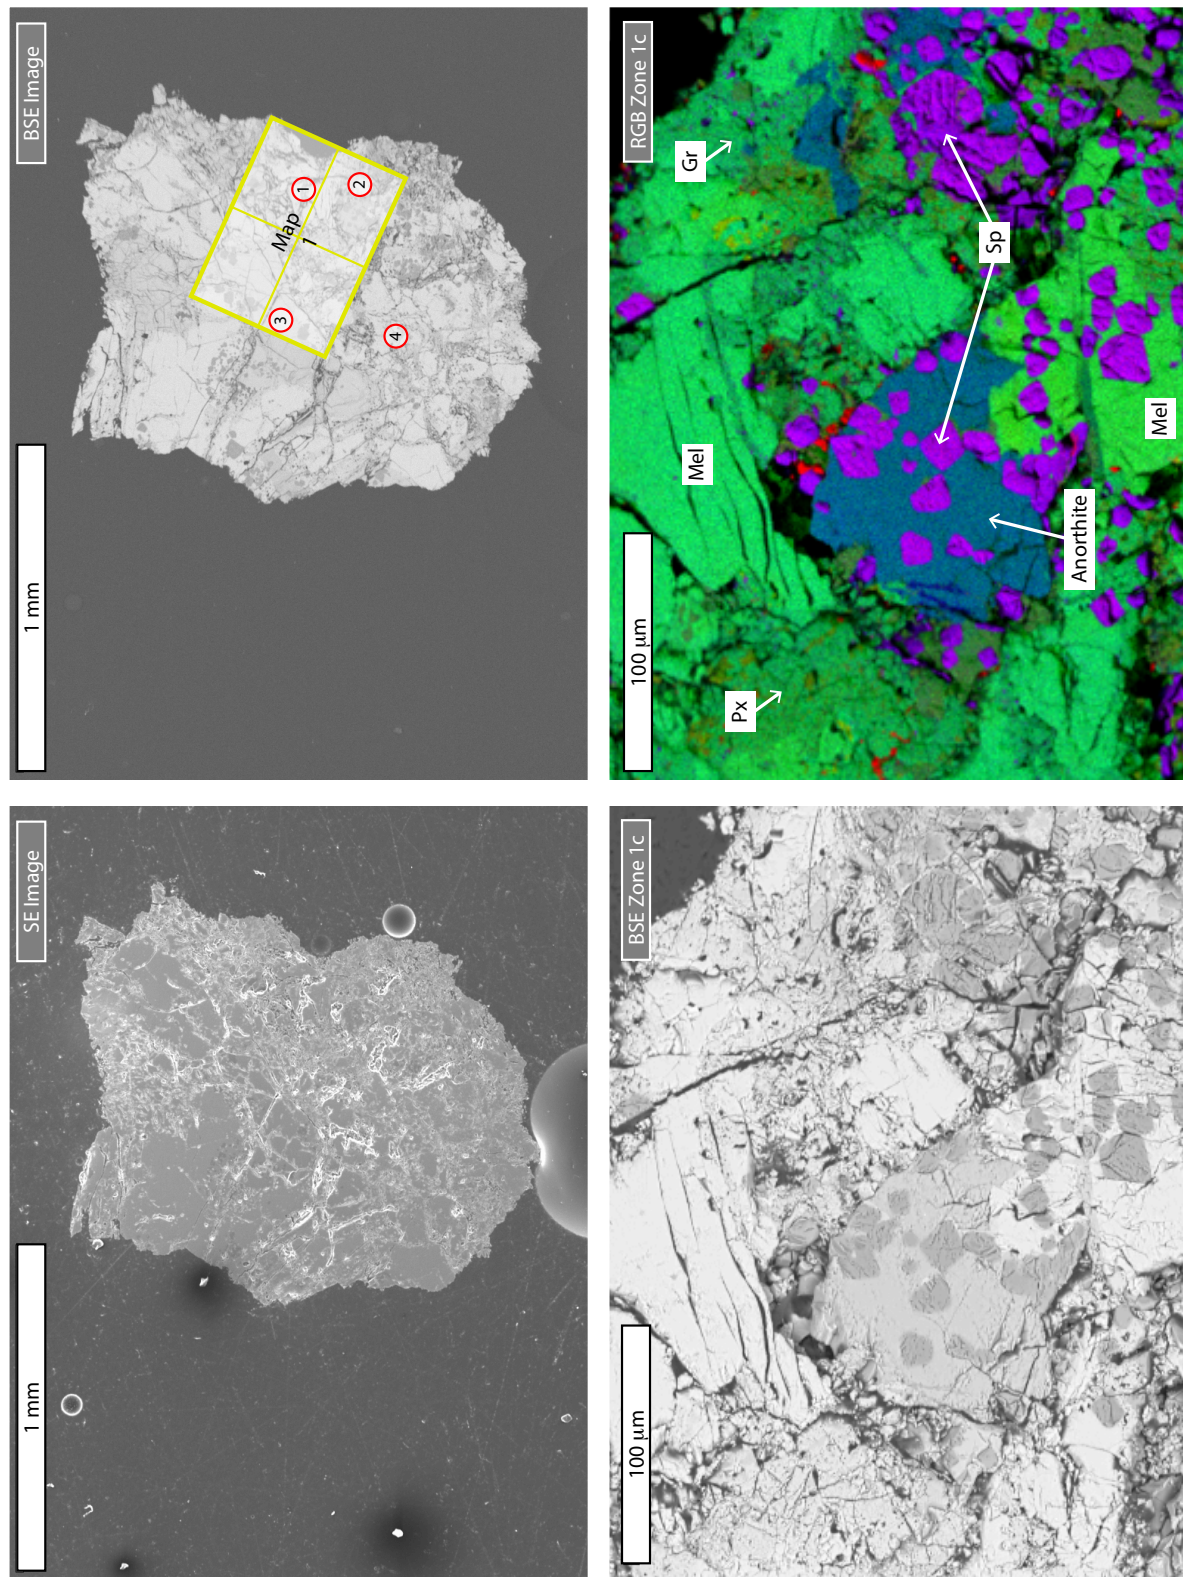 SE Image
1 mm
BSE Image
1 mm
Map
1
1
2
3
4
BSE Zone 1c
100 µm
RGB Zone 1c
100 µm
Gr
Sp
Mel
Mel
Anorthite
Px